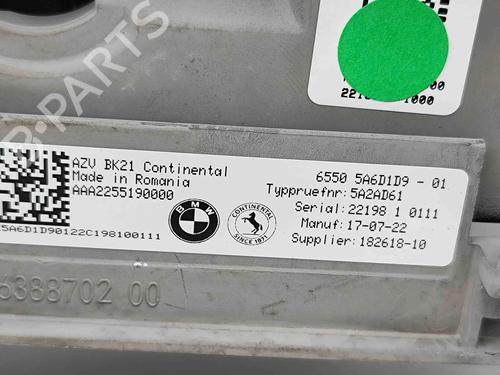 B-PARTS
AZV BK21 Continental
Made in Romania
AAA2255190000
5A6D1D90122C198100111
BMW
Continental
SINCE 1871
6550 5A6D1D9 - 01
Typpruefnr: 5A2AD61
Serial: 22198 1 0111
Manuf: 17-07-22
Supplier: 182618-10
6388702 00